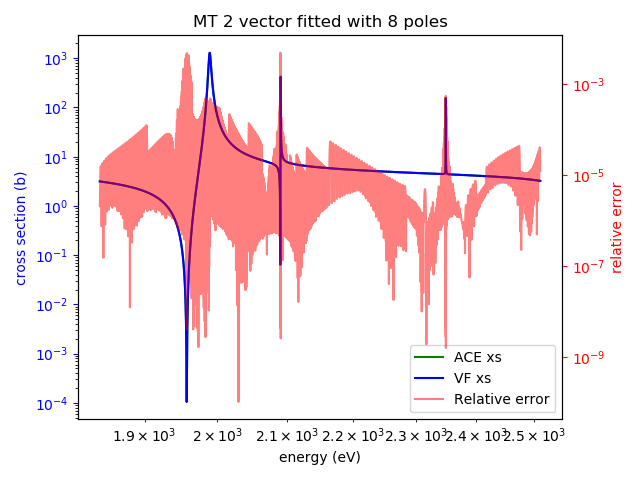 MT 2 vector fitted with 8 poles
10³
10²
10¹
10⁰
10⁻¹
10⁻²
10⁻³
10⁻⁴
cross section (b)
10⁻³
10⁻⁵
10⁻⁷
10⁻⁹
relative error
ACE xs
VF xs
Relative error
1.9 × 10³ 2 × 10³ 2.1 × 10³ 2.2 × 10³ 2.3 × 10³ 2.4 × 10³ 2.5 × 10³
energy (eV)